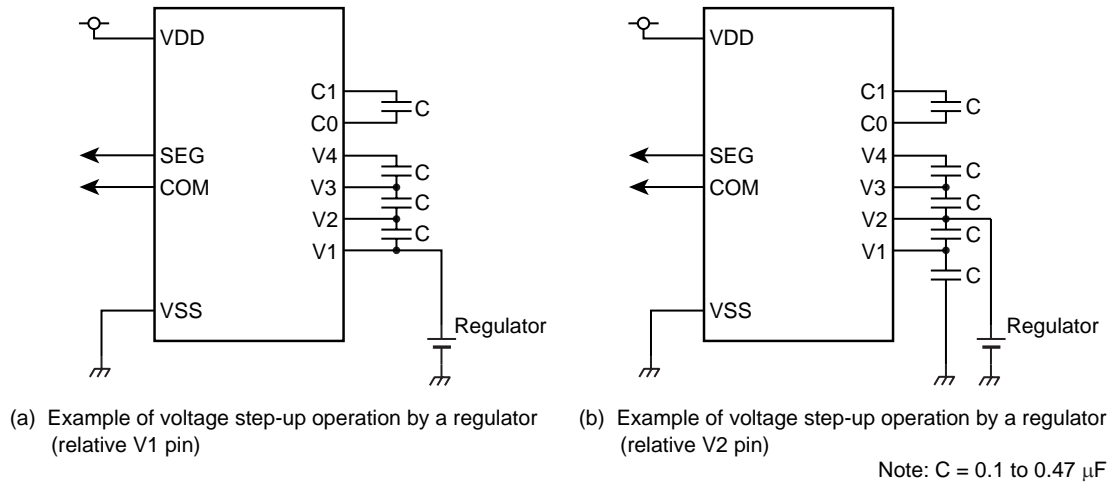 VDD
C1
C
C0
SEG
V4
C
COM
V3
C
V2
C
V1
VSS
Regulator
(a) Example of voltage step-up operation by a regulator
(relative V1 pin)
VDD
C1
C
C0
SEG
V4
C
COM
V3
C
V2
C
V1
C
VSS
Regulator
(b) Example of voltage step-up operation by a regulator
(relative V2 pin)
Note: C = 0.1 to 0.47 μF